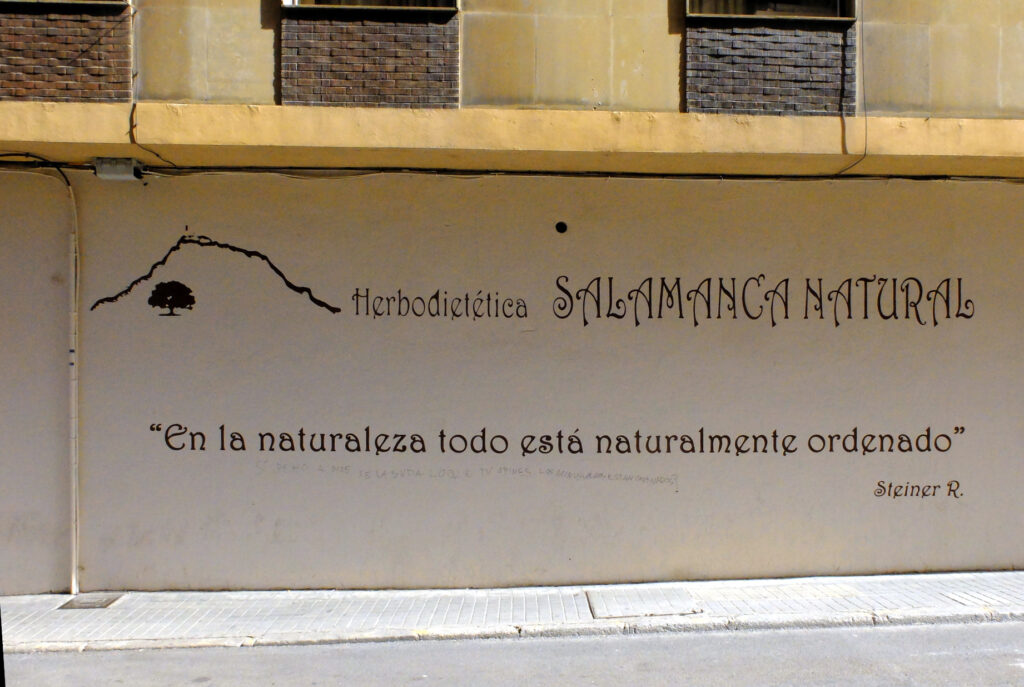 Herbodietética SALAMANCA NATURAL
“En la naturaleza todo está naturalmente ordenado”
Steiner R.